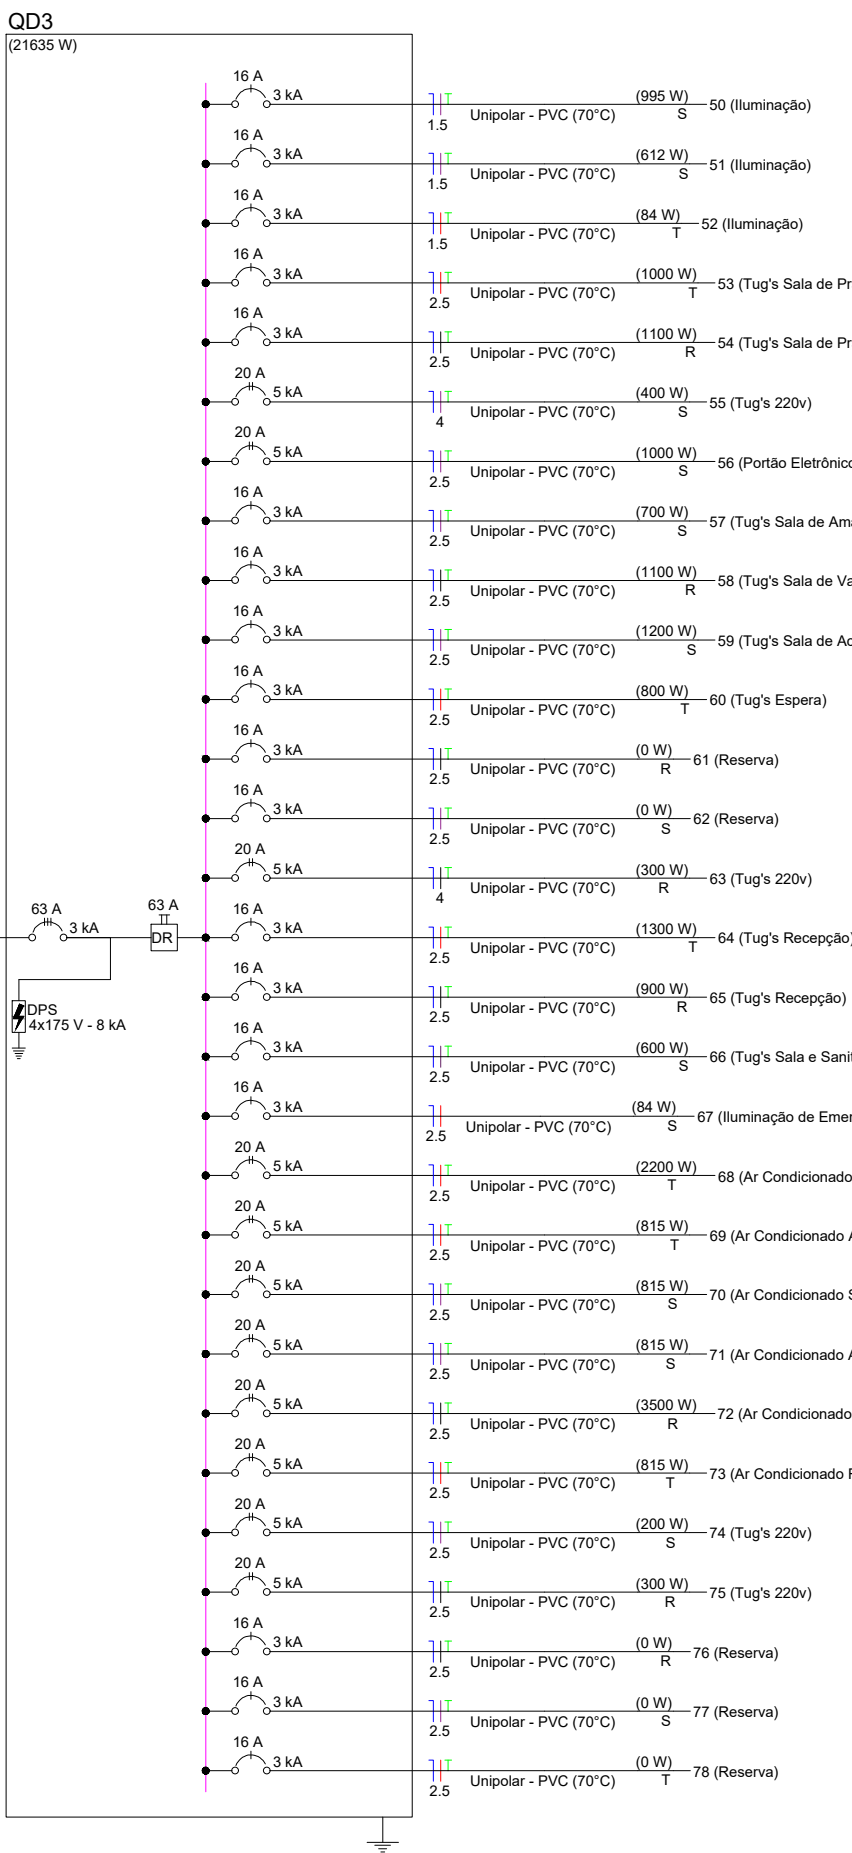 QD3
(21635 W)
16 A
3 kA
1.5
Unipolar - PVC (70°C)
(995 W)
S
50 (Iluminação)
16 A
3 kA
1.5
Unipolar - PVC (70°C)
(612 W)
S
51 (Iluminação)
16 A
3 kA
1.5
Unipolar - PVC (70°C)
(84 W)
T
52 (Iluminação)
16 A
3 kA
2.5
Unipolar - PVC (70°C)
(1000 W)
T
53 (Tug's Sala de Pr
16 A
3 kA
2.5
Unipolar - PVC (70°C)
(1100 W)
R
54 (Tug's Sala de Pr
20 A
5 kA
4
Unipolar - PVC (70°C)
(400 W)
S
55 (Tug's 220v)
20 A
5 kA
2.5
Unipolar - PVC (70°C)
(1000 W)
S
56 (Portão Eletrônico
16 A
3 kA
2.5
Unipolar - PVC (70°C)
(700 W)
S
57 (Tug's Sala de Ama
16 A
3 kA
2.5
Unipolar - PVC (70°C)
(1100 W)
R
58 (Tug's Sala de Va
16 A
3 kA
2.5
Unipolar - PVC (70°C)
(1200 W)
S
59 (Tug's Sala de Ac
16 A
3 kA
2.5
Unipolar - PVC (70°C)
(800 W)
T
60 (Tug's Espera)
16 A
3 kA
2.5
Unipolar - PVC (70°C)
(0 W)
R
61 (Reserva)
16 A
3 kA
2.5
Unipolar - PVC (70°C)
(0 W)
S
62 (Reserva)
20 A
5 kA
4
Unipolar - PVC (70°C)
(300 W)
R
63 (Tug's 220v)
63 A
3 kA
63 A
DR
DPS
4x175 V - 8 kA
16 A
3 kA
2.5
Unipolar - PVC (70°C)
(1300 W)
T
64 (Tug's Recepção)
16 A
3 kA
2.5
Unipolar - PVC (70°C)
(900 W)
R
65 (Tug's Recepção)
16 A
3 kA
2.5
Unipolar - PVC (70°C)
(600 W)
S
66 (Tug's Sala e Sanit
16 A
3 kA
2.5
Unipolar - PVC (70°C)
(84 W)
S
67 (Iluminação de Emer
20 A
5 kA
2.5
Unipolar - PVC (70°C)
(2200 W)
T
68 (Ar Condicionado
20 A
5 kA
2.5
Unipolar - PVC (70°C)
(815 W)
T
69 (Ar Condicionado A
20 A
5 kA
2.5
Unipolar - PVC (70°C)
(815 W)
S
70 (Ar Condicionado S
20 A
5 kA
2.5
Unipolar - PVC (70°C)
(815 W)
S
71 (Ar Condicionado A
20 A
5 kA
2.5
Unipolar - PVC (70°C)
(3500 W)
R
72 (Ar Condicionado
20 A
5 kA
2.5
Unipolar - PVC (70°C)
(815 W)
T
73 (Ar Condicionado
20 A
5 kA
2.5
Unipolar - PVC (70°C)
(200 W)
S
74 (Tug's 220v)
20 A
5 kA
2.5
Unipolar - PVC (70°C)
(300 W)
R
75 (Tug's 220v)
16 A
3 kA
2.5
Unipolar - PVC (70°C)
(0 W)
R
76 (Reserva)
16 A
3 kA
2.5
Unipolar - PVC (70°C)
(0 W)
S
77 (Reserva)
16 A
3 kA
2.5
Unipolar - PVC (70°C)
(0 W)
T
78 (Reserva)